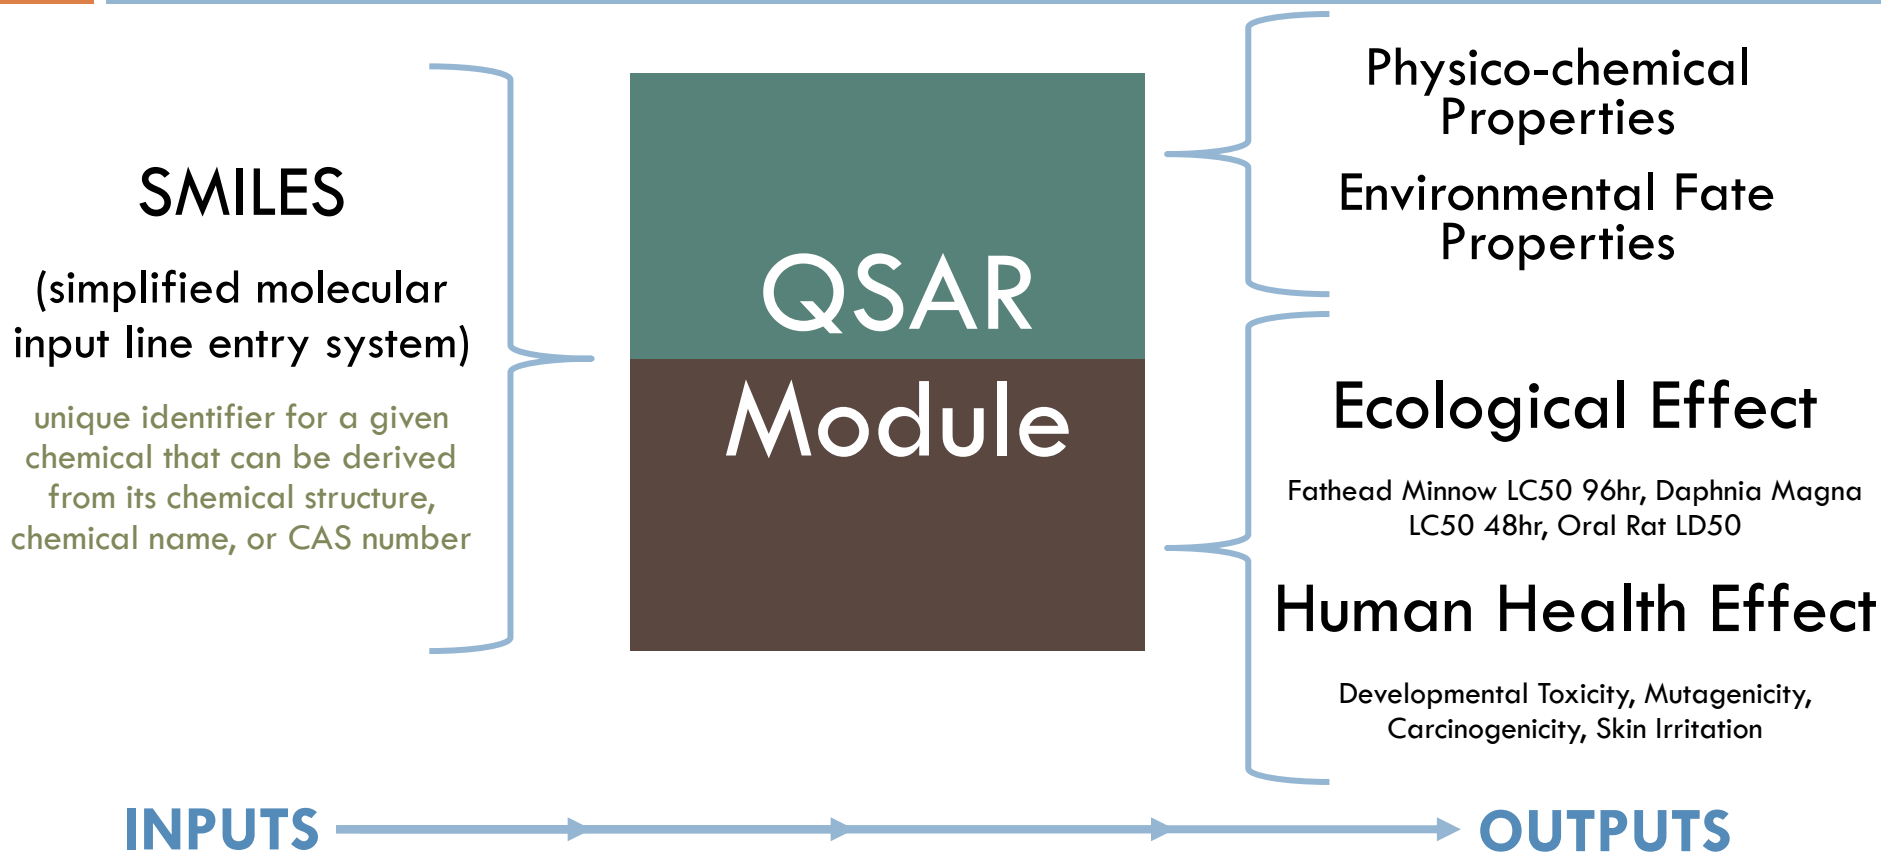 SMILES
(simplified molecular
input line entry system)
unique identifier for a given
chemical that can be derived
from its chemical structure,
chemical name, or CAS number
QSAR
Module
Physico-chemical
Properties
Environmental Fate
Properties
Ecological Effect
Fathead Minnow LC50 96hr, Daphnia Magna
LC50 48hr, Oral Rat LD50
Human Health Effect
Developmental Toxicity, Mutagenicity,
Carcinogenicity, Skin Irritation
INPUTS
OUTPUTS